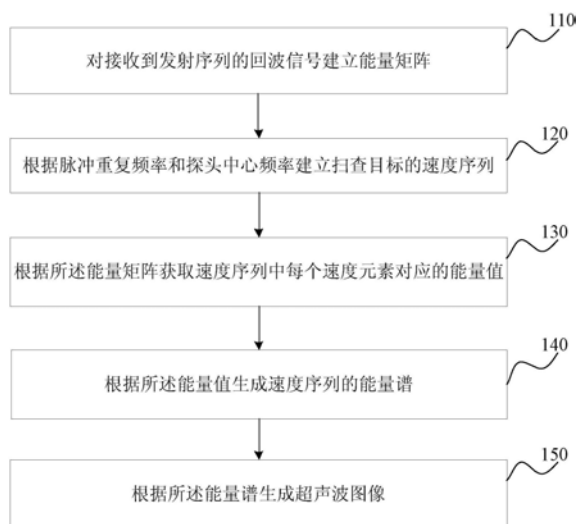 110
对接收到发射序列的回波信号建立能量矩阵
120
根据脉冲重复频率和探头中心频率建立扫查目标的速度序列
130
根据所述能量矩阵获取速度序列中每个速度元素对应的能量值
140
根据所述能量值生成速度序列的能量谱
150
根据所述能量谱生成超声波图像